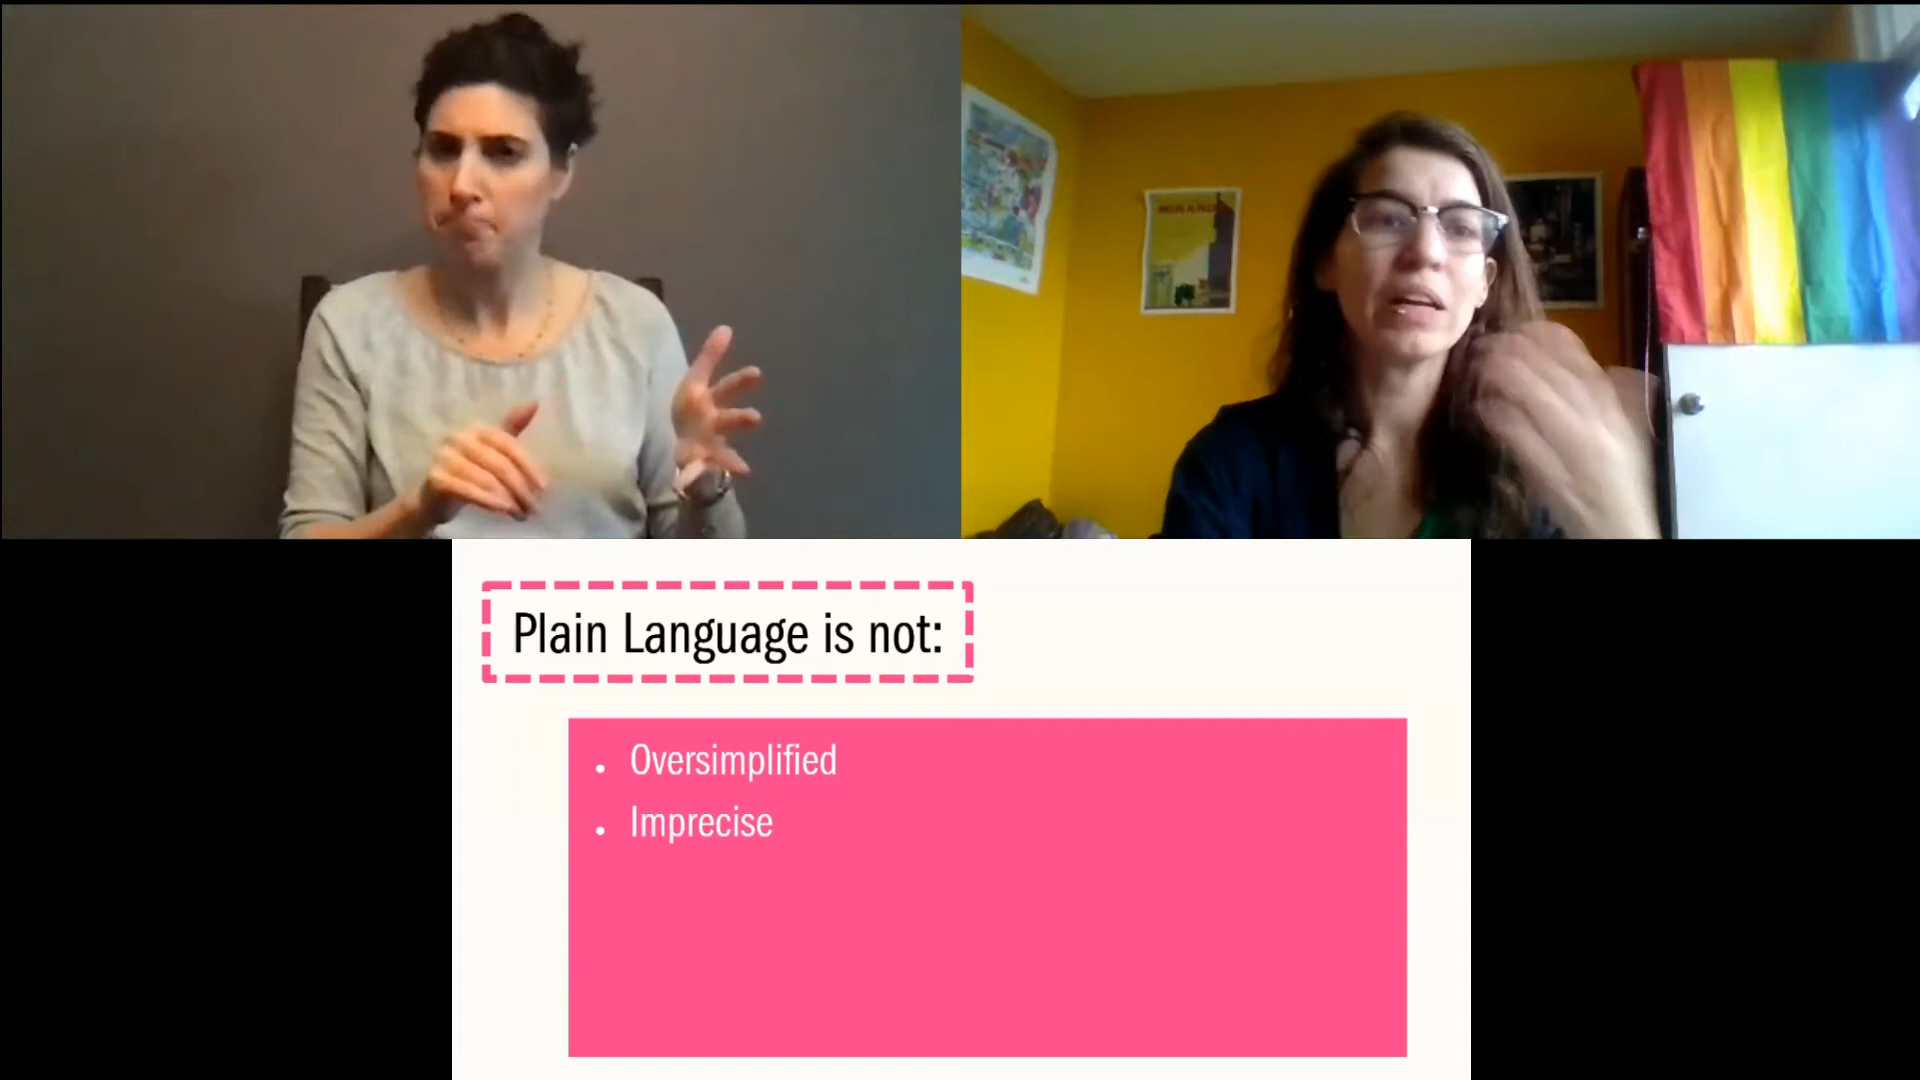 Plain Language is not:
• Oversimplified
• Imprecise